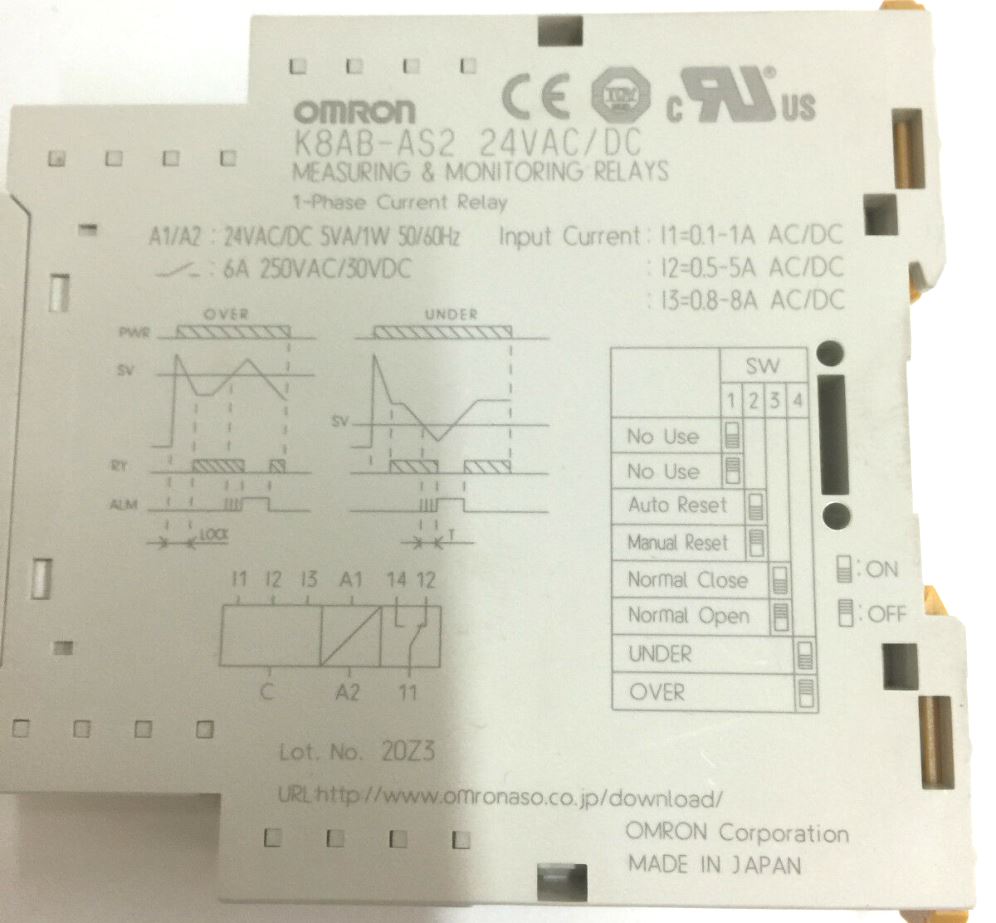 OMRON CE TÜV c RU® US
K8AB-AS2 24VAC/DC
MEASURING & MONITORING RELAYS
1-Phase Current Relay
A1/A2 : 24VAC/DC 5VA/1W 50/60Hz Input Current : I1=0.1-1A AC/DC
: 6A 250VAC/30VDC : I2=0.5-5A AC/DC
: I3=0.8-8A AC/DC
OVER UNDER
PWR
SV
SV
RY
ALM
LOCK T
SW
1 2 3 4
No Use
No Use
Auto Reset
Manual Reset
Normal Close
Normal Open
UNDER
OVER
: ON
: OFF
I1 I2 I3 A1 14 12
C A2 11
Lot. No. 20Z3
URL:http://www.omronaso.co.jp/download/
OMRON Corporation
MADE IN JAPAN